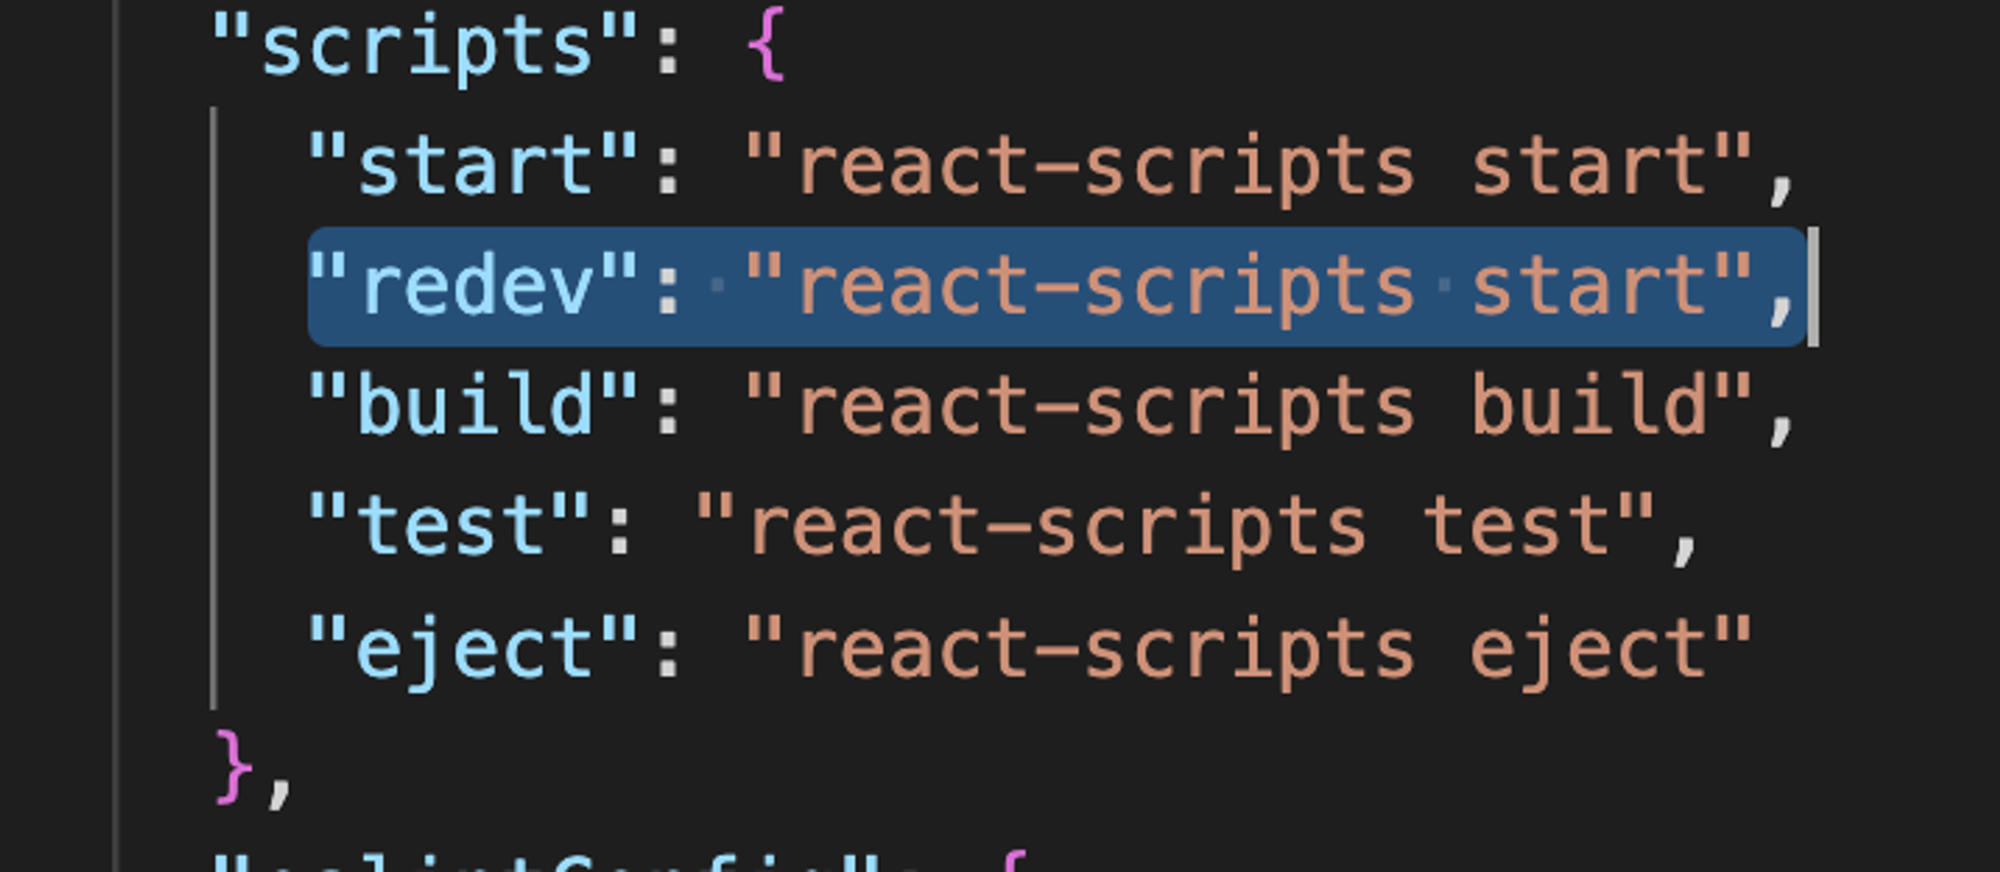 "scripts": {
"start": "react-scripts start",
"redev": "react-scripts start",
"build": "react-scripts build",
"test": "react-scripts test",
"eject": "react-scripts eject"
},
"eslintConfig": {